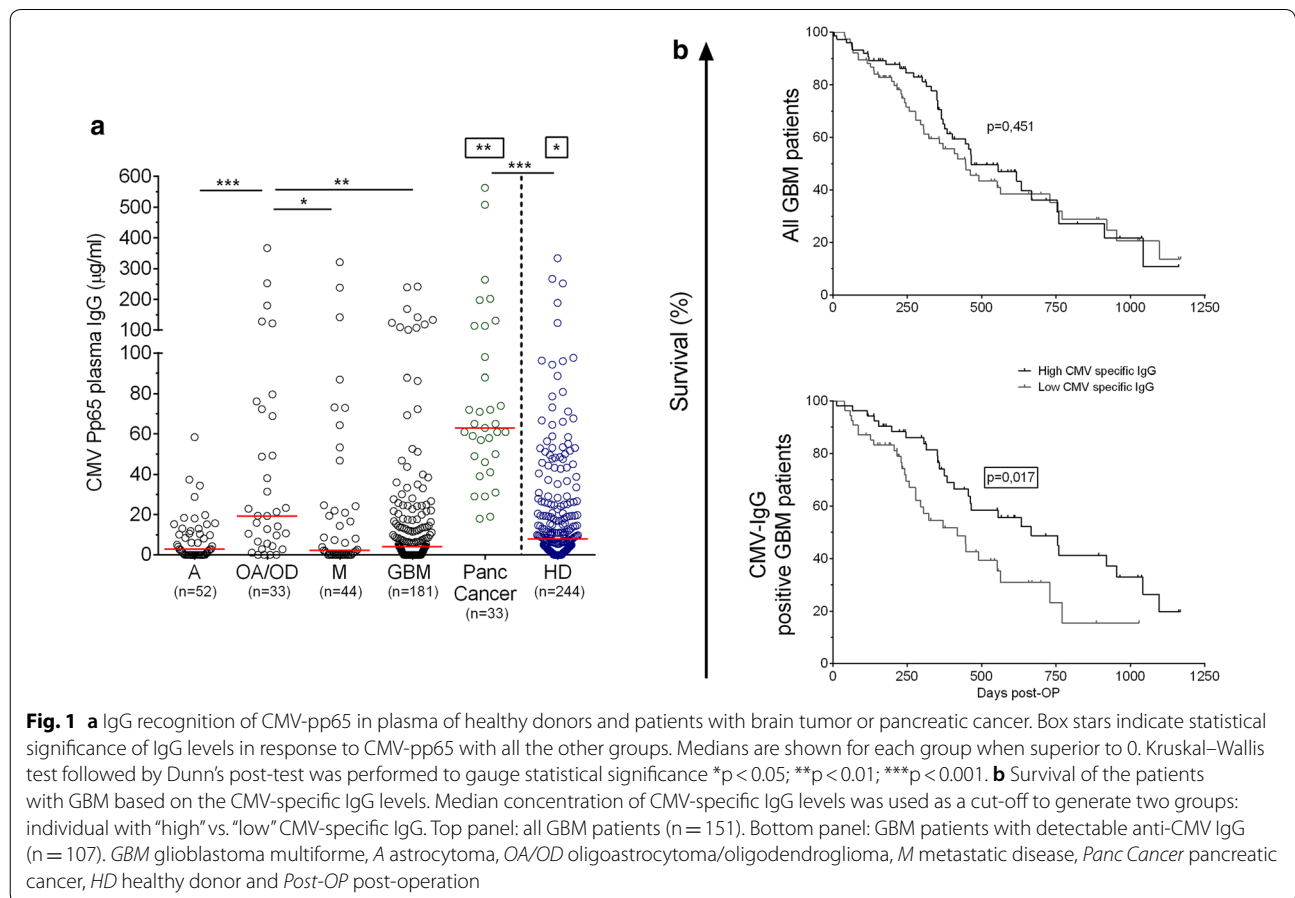 a
CMV Pp65 plasma IgG (µg/ml)
600
500
400
300
200
100
100
80
60
40
20
0
***
*
**
**
***
*
A
(n=52)
OA/OD
(n=33)
M
(n=44)
GBM
(n=181)
Panc
Cancer
(n=33)
HD
(n=244)
b
Survival (%)
All GBM patients
100
80
60
40
20
0
p=0,451
0 250 500 750 1000 1250
High CMV specific IgG
Low CMV specific IgG
CMV-IgG
positive GBM patients
100
80
60
40
20
0
p=0,017
0 250 500 750 1000 1250
Days post-OP
Fig. 1 a IgG recognition of CMV-pp65 in plasma of healthy donors and patients with brain tumor or pancreatic cancer. Box stars indicate statistical
significance of IgG levels in response to CMV-pp65 with all the other groups. Medians are shown for each group when superior to 0. Kruskal–Wallis
test followed by Dunn's post-test was performed to gauge statistical significance *p < 0.05; **p < 0.01; ***p < 0.001. b Survival of the patients
with GBM based on the CMV-specific IgG levels. Median concentration of CMV-specific IgG levels was used as a cut-off to generate two groups:
individual with “high” vs. “low” CMV-specific IgG. Top panel: all GBM patients (n = 151). Bottom panel: GBM patients with detectable anti-CMV IgG
(n = 107). GBM glioblastoma multiforme, A astrocytoma, OA/OD oligoastrocytoma/oligodendroglioma, M metastatic disease, Panc Cancer pancreatic
cancer, HD healthy donor and Post-OP post-operation